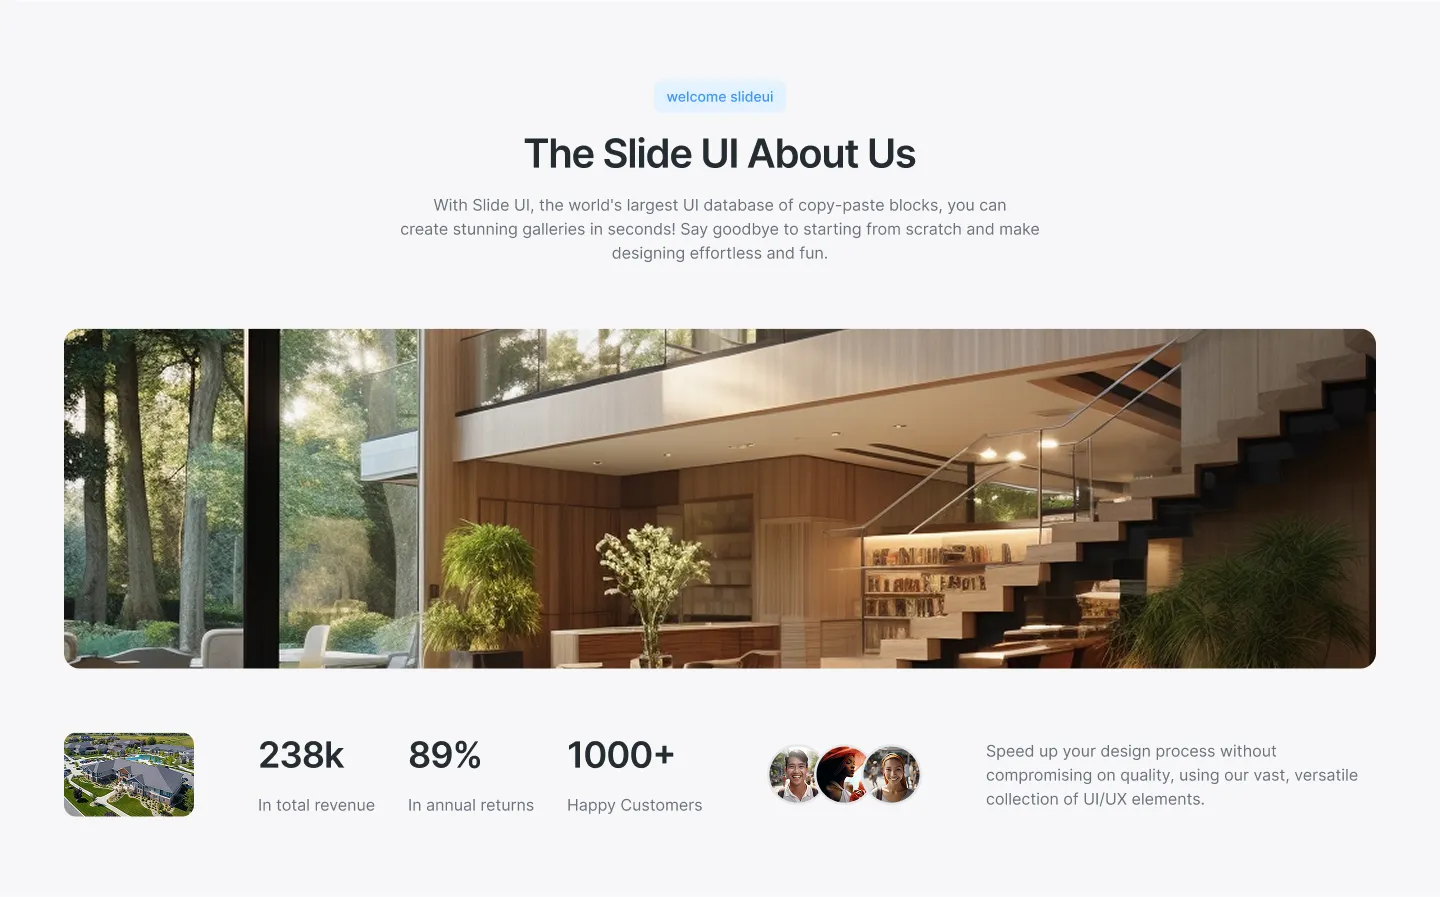 welcome slideui
The Slide UI About Us
With Slide UI, the world's largest UI database of copy-paste blocks, you can
create stunning galleries in seconds! Say goodbye to starting from scratch and make
designing effortless and fun.
238k
In total revenue
89%
In annual returns
1000+
Happy Customers
Speed up your design process without
compromising on quality, using our vast, versatile
collection of UI/UX elements.